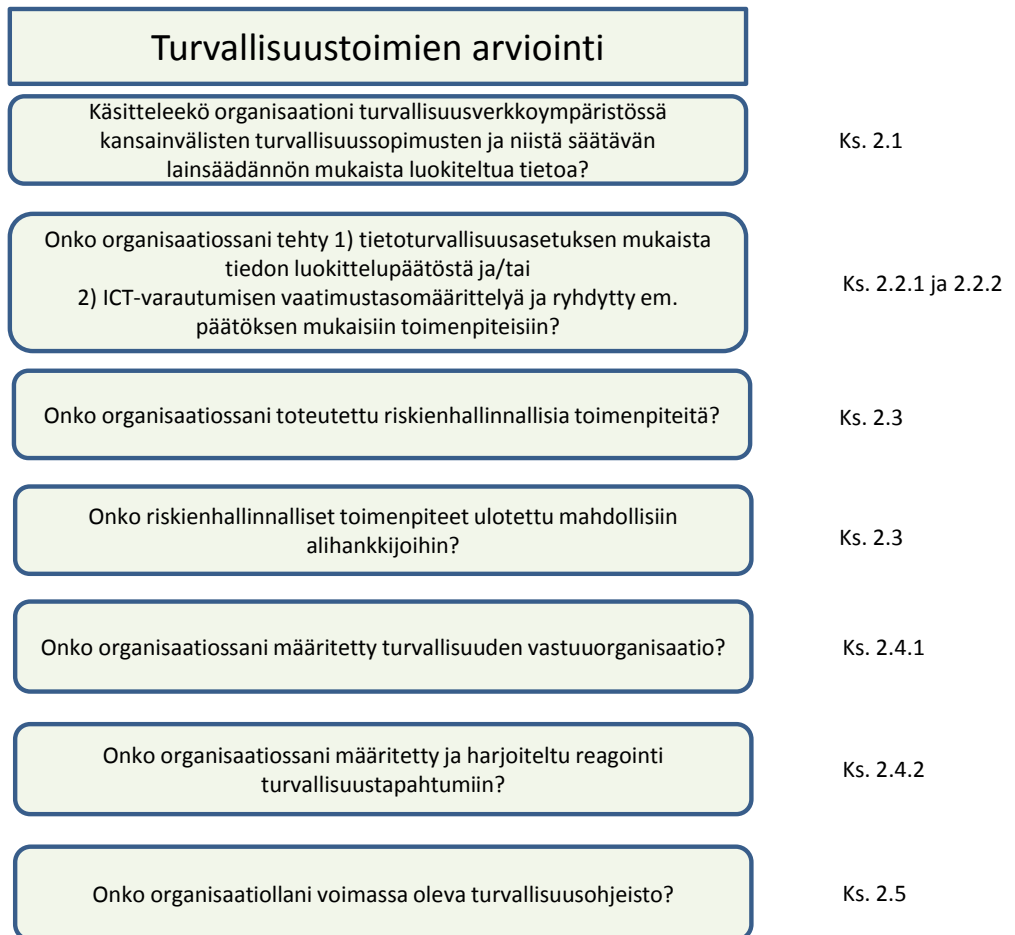 Turvallisuustoimien arviointi
Käsitteleekö organisaationi turvallisuusverkkoympäristössä
kansainvälisten turvallisuussopimusten ja niistä säätävän
lainsäädännön mukaista luokiteltua tietoa?
Ks. 2.1
Onko organisaatiossani tehty 1) tietoturvallisuusasetuksen mukaista
tiedon luokittelupäätöstä ja/tai
2) ICT-varautumisen vaatimustasomäärittelyä ja ryhdytty em.
päätöksen mukaisiin toimenpiteisiin?
Ks. 2.2.1 ja 2.2.2
Onko organisaatiossani toteutettu riskienhallinnallisia toimenpiteitä?
Ks. 2.3
Onko riskienhallinnalliset toimenpiteet ulotettu mahdollisiin
alihankkijoihin?
Ks. 2.3
Onko organisaatiossani määritetty turvallisuuden vastuuorganisaatio?
Ks. 2.4.1
Onko organisaatiossani määritetty ja harjoiteltu reagointi
turvallisuustapahtumiin?
Ks. 2.4.2
Onko organisaatiollani voimassa oleva turvallisuusohjeisto?
Ks. 2.5